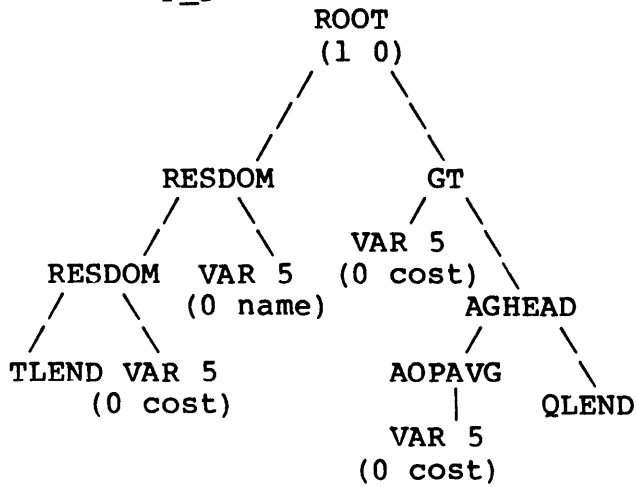 ROOT
(1 0)
RESDOM GT
VAR 5
(0 cost)
RESDOM VAR 5
(0 name)
AGHEAD
TLEND VAR 5
(0 cost)
AOPAVG
QLEND
VAR 5
(0 cost)